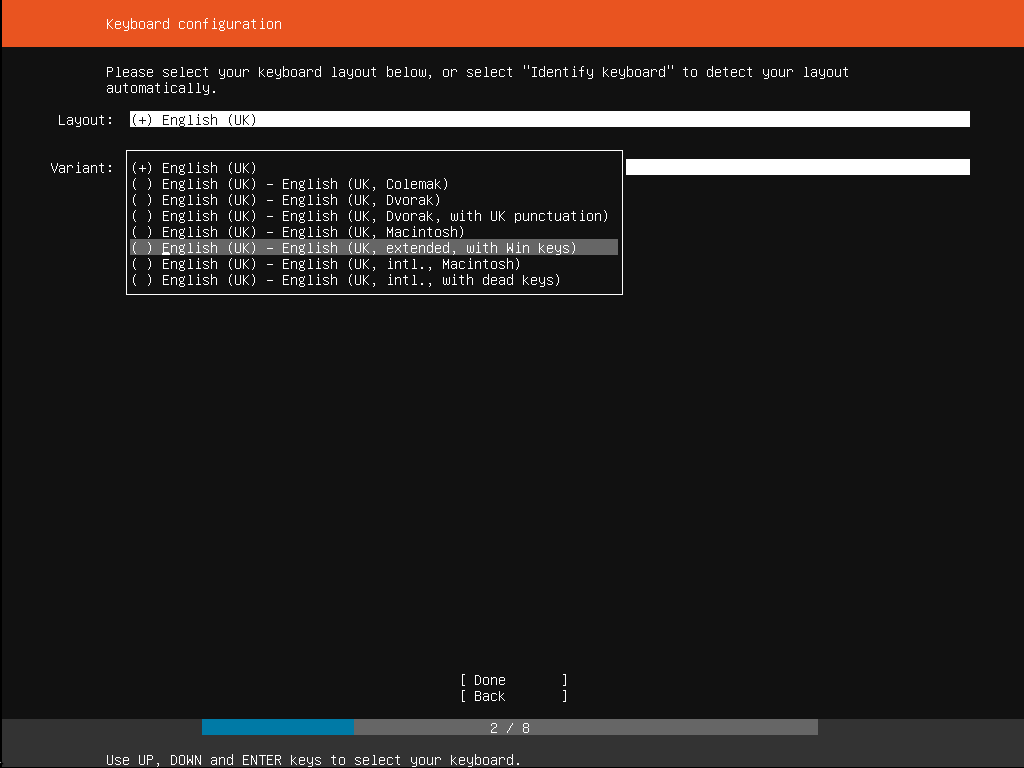 Keyboard configuration
Please select your keyboard layout below, or select "Identify keyboard" to detect your layout
automatically.
Layout: (+) English (UK)
Variant: (+) English (UK)
( ) English (UK) - English (UK, Colemak)
( ) English (UK) - English (UK, Dvorak)
( ) English (UK) - English (UK, Dvorak, with UK punctuation)
( ) English (UK) - English (UK, Macintosh)
( ) English (UK) - English (UK, extended, with Win keys)
( ) English (UK) - English (UK, intl., Macintosh)
( ) English (UK) - English (UK, intl., with dead keys)
[ Done ]
[ Back ]
2 / 8
Use UP, DOWN and ENTER keys to select your keyboard.